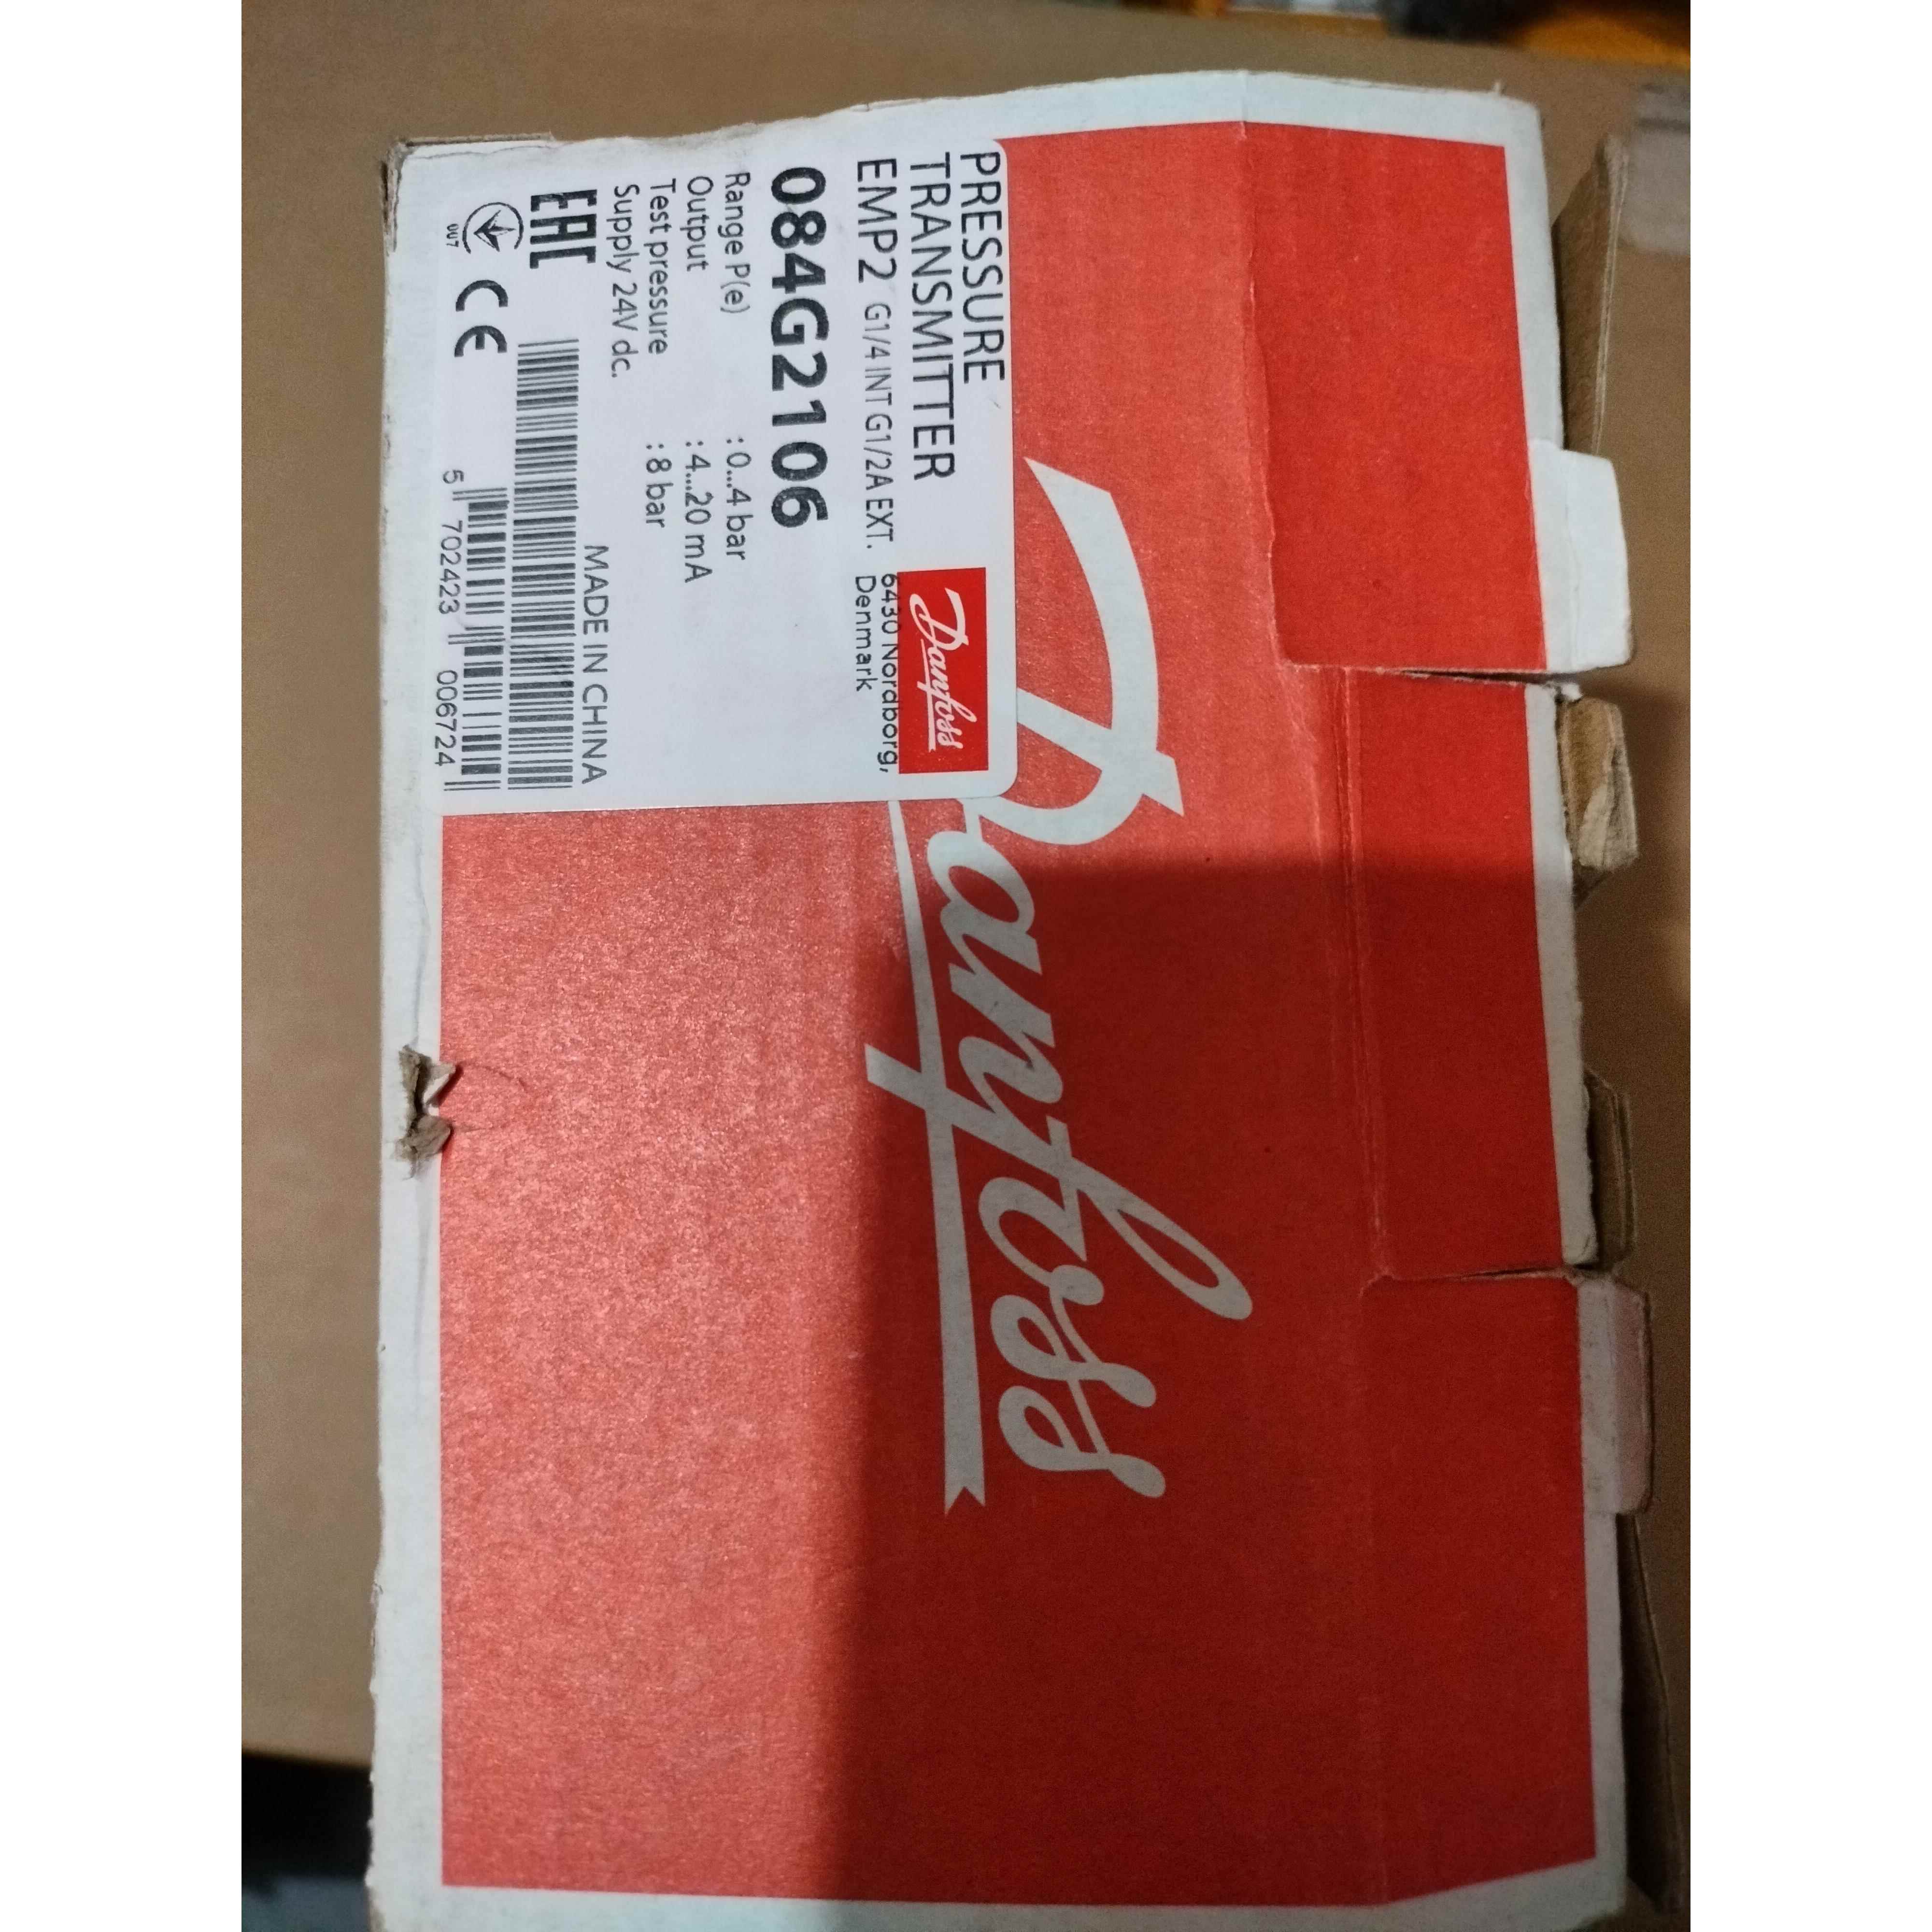 PRESSURE
TRANSMITTER
EMP2 G1/4 INT G1/2A EXT.
Danfoss
6430 Nordborg,
Denmark
084G2106
Range P(e) : 0...4 bar
Output : 4...20 mA
Test pressure : 8 bar
Supply 24V dc.
MADE IN CHINA
EAC
007
CE
5 702423 006724
Danfoss